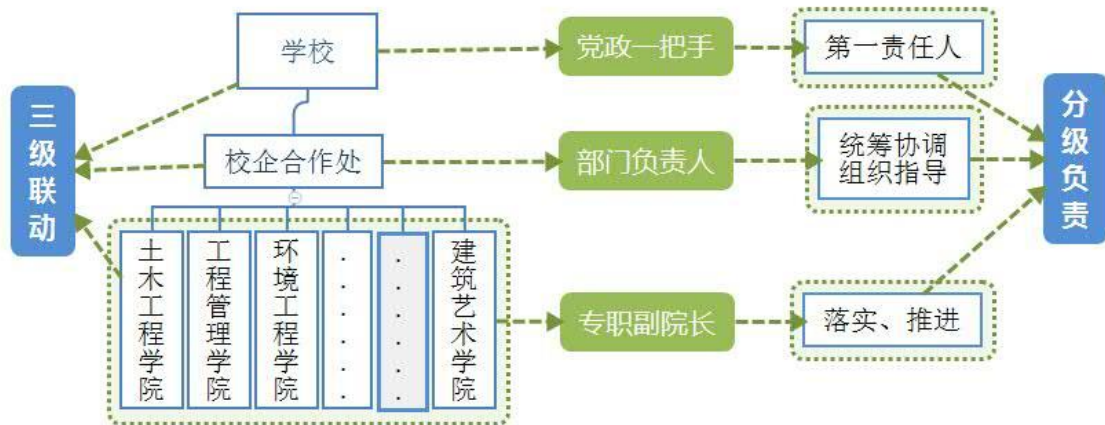 学校
党政一把手
第一责任人
三级联动
分级负责
校企合作处
部门负责人
统筹协调
组织指导
土木工程学院
工程管理学院
环境工程学院
. . . .
. . . .
建筑艺术学院
专职副院长
落实、推进